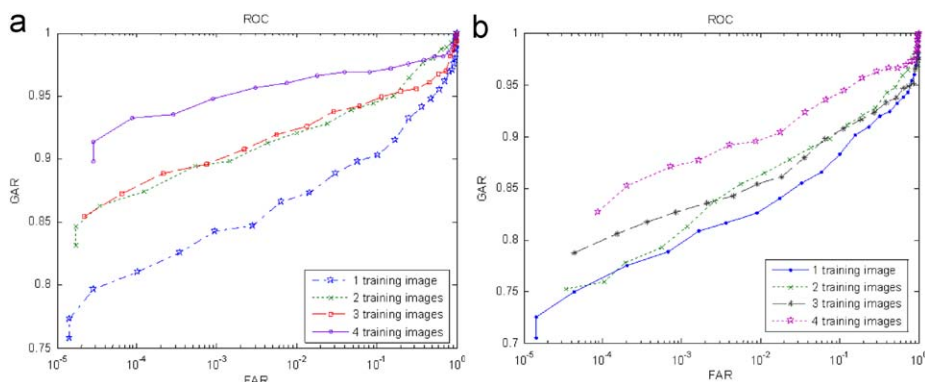 a
ROC
1
0.95
0.9
0.85
0.8
0.75
GAR
10^-5
10^-4
10^-3
10^-2
10^-1
10^0
FAR
1 training image
2 training images
3 training images
4 training images
b
ROC
1
0.95
0.9
0.85
0.8
0.75
0.7
GAR
10^-5
10^-4
10^-3
10^-2
10^-1
10^0
FAR
1 training image
2 training images
3 training images
4 training images